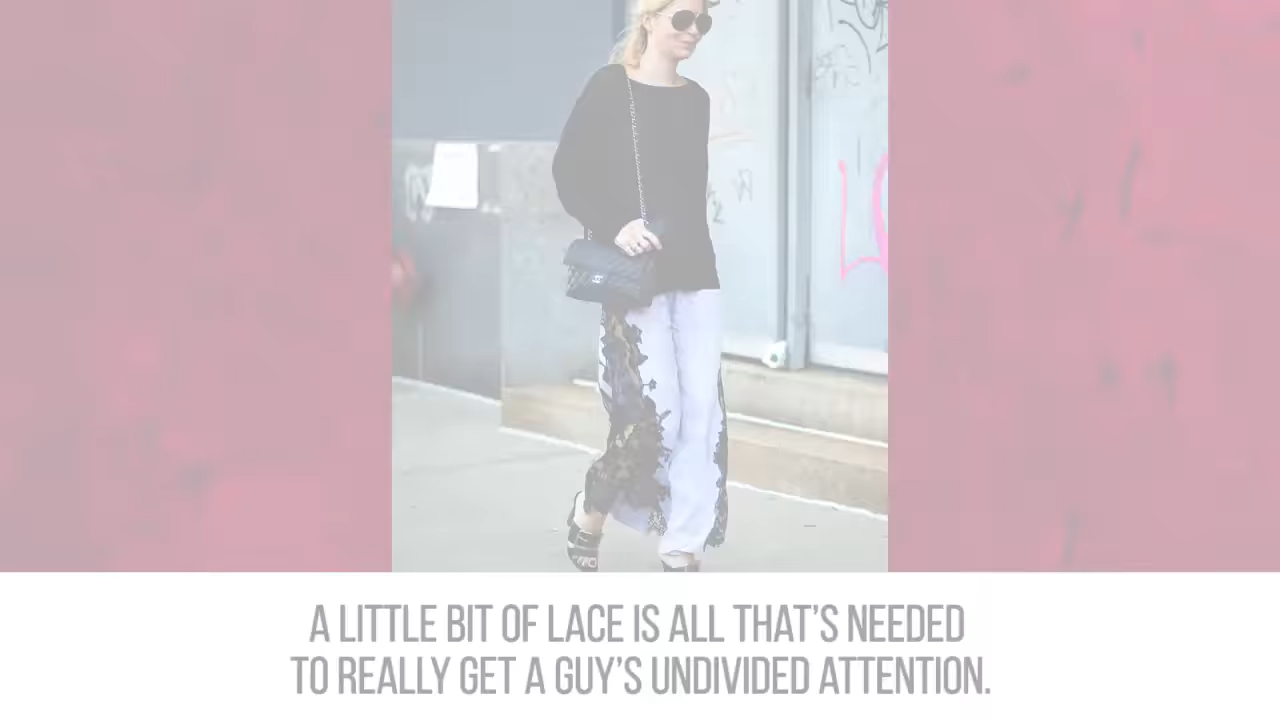 A LITTLE BIT OF LACE IS ALL THAT'S NEEDED
TO REALLY GET A GUY'S UNDIVIDED ATTENTION.